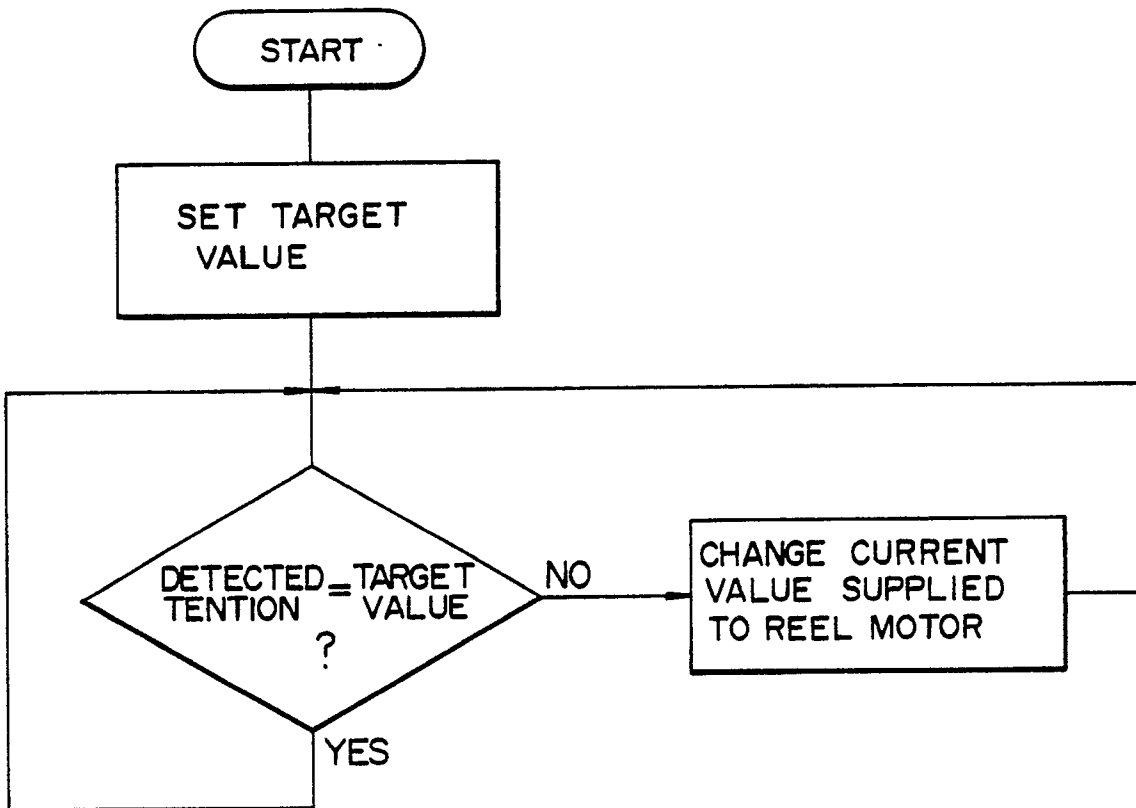 START
SET TARGET
VALUE
DETECTED = TARGET
TENTION VALUE
?
NO
YES
CHANGE CURRENT
VALUE SUPPLIED
TO REEL MOTOR